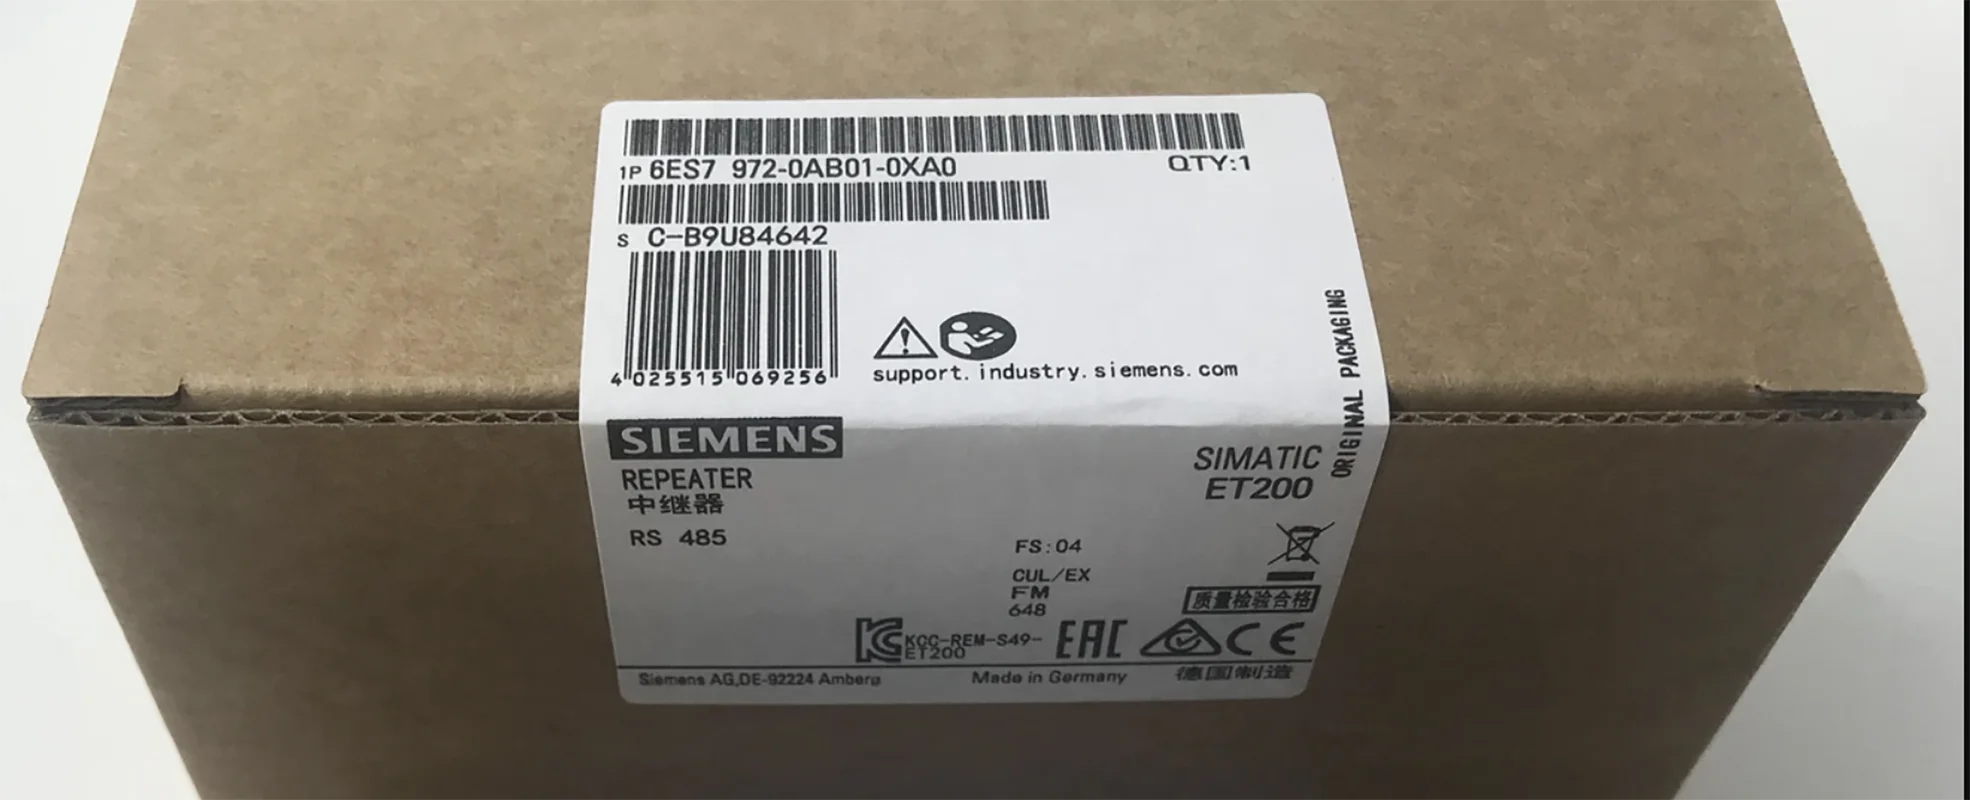 1P 6ES7 972-0AB01-0XA0 QTY:1
S C-B9U84642
4 025515 069256
support.industry.siemens.com
ORIGINAL PACKAGING
SIEMENS
SIMATIC
ET200
REPEATER
中继器
RS 485
FS:04
CUL/EX
FM
648
质量检验合格
KCC-REM-S49-
ET200
EAC
CE
Siemens AG,DE-92224 Amberg Made in Germany 德国制造